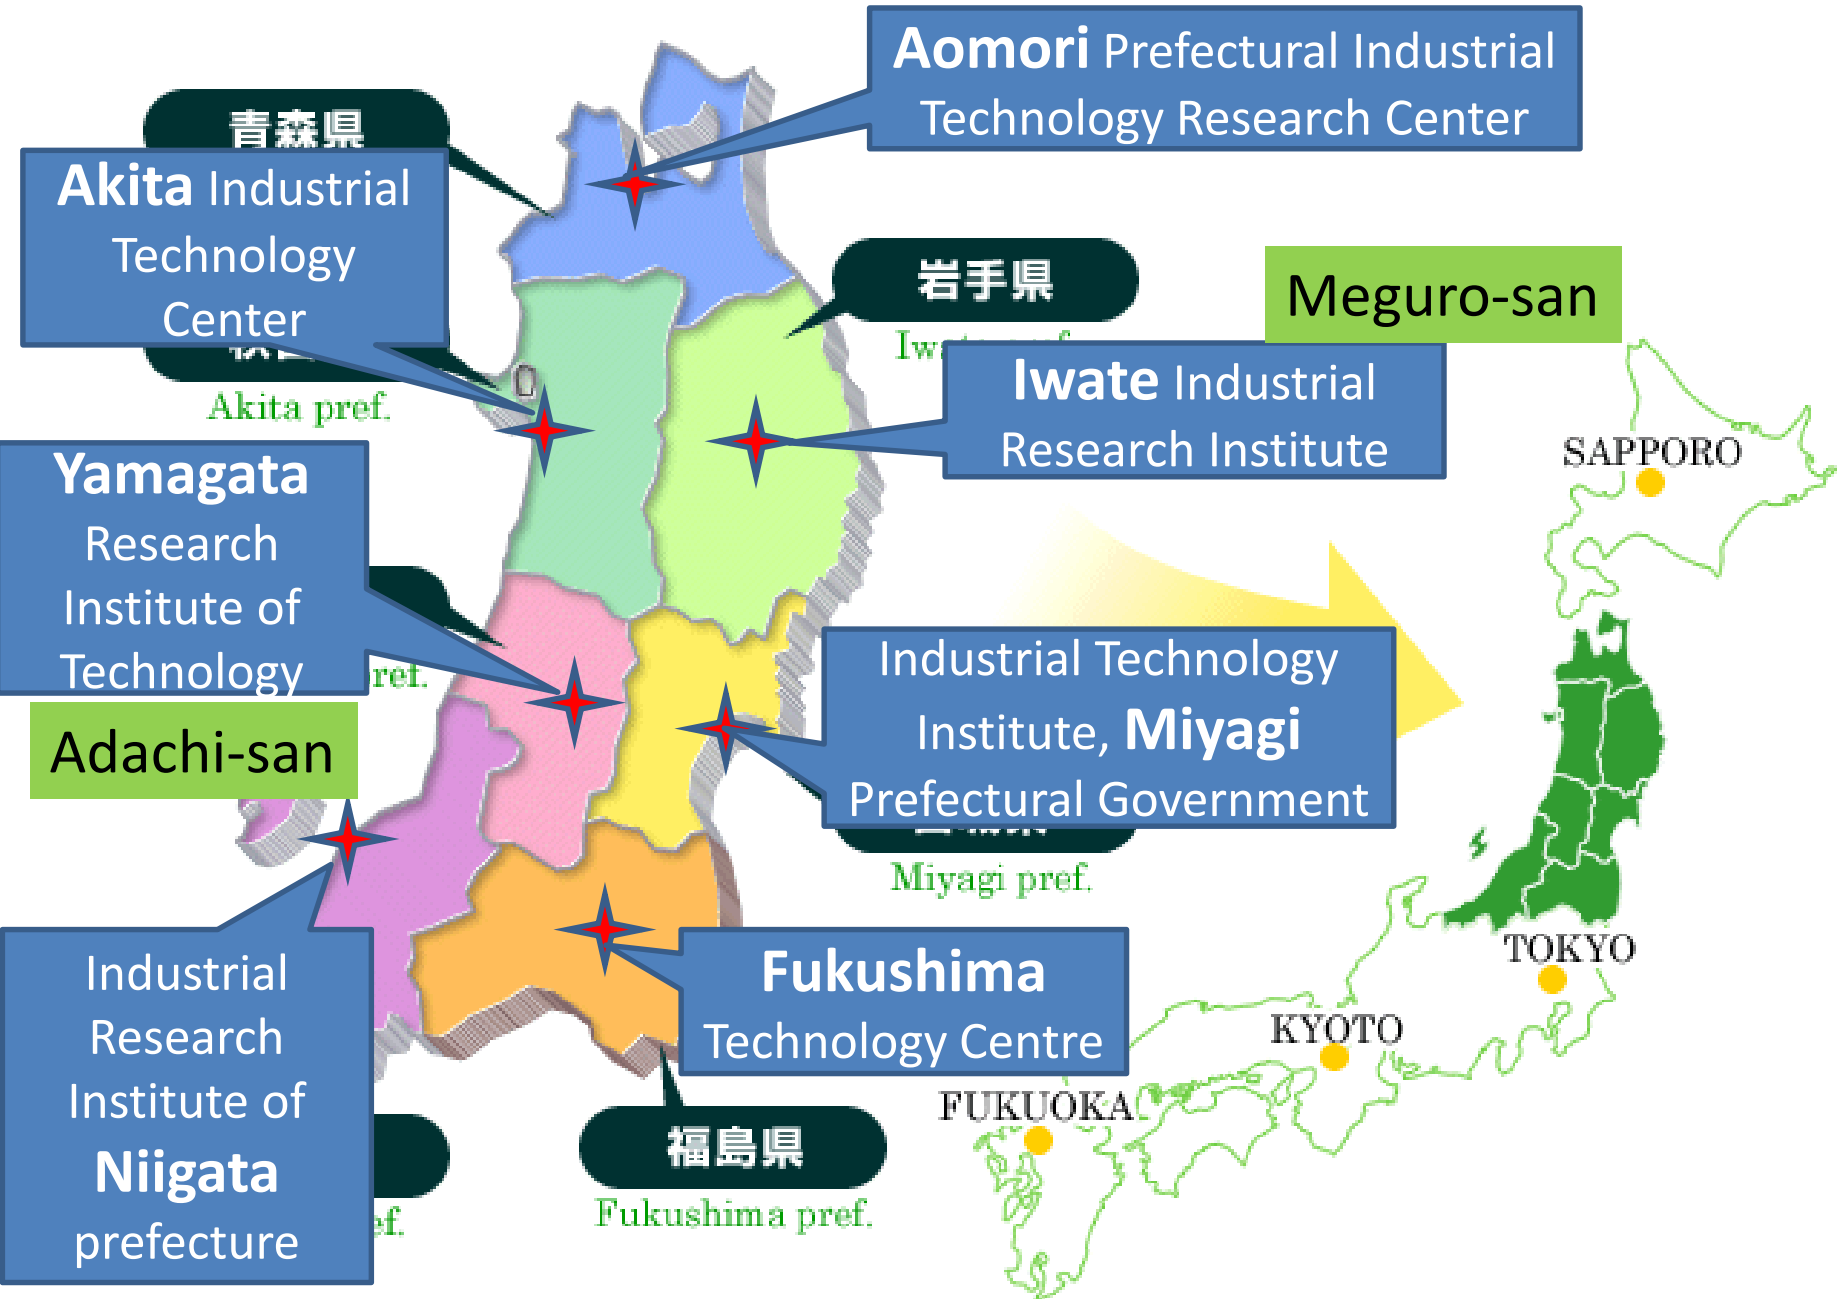 Aomori Prefectural Industrial
Technology Research Center
青森県
Akita Industrial
Technology
Center
Akita pref.
岩手県
Meguro-san
Iwate Industrial
Research Institute
SAPPORO
Yamagata
Research
Institute of
Technology
Industrial Technology
Institute, Miyagi
Prefectural Government
Miyagi pref.
Adachi-san
Industrial
Research
Institute of
Niigata
prefecture
Fukushima
Technology Centre
福島県
Fukushima pref.
TOKYO
KYOTO
FUKUOKA